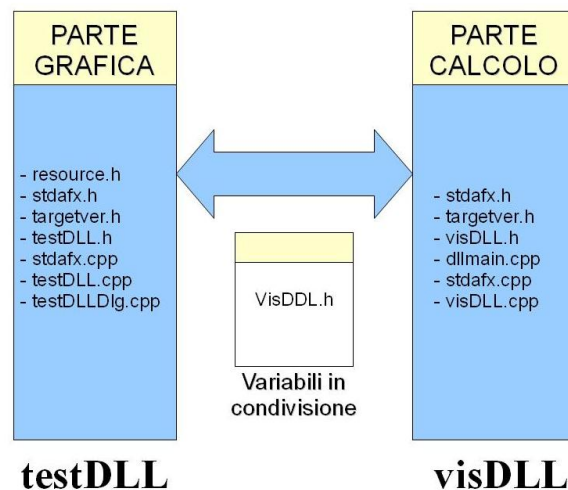 PARTE
GRAFICA
- resource.h
- stdafx.h
- targetver.h
- testDLL.h
- stdafx.cpp
- testDLL.cpp
- testDLLDlg.cpp
testDLL
VisDDL.h
Variabili in
condivisione
PARTE
CALCOLO
- stdafx.h
- targetver.h
- visDLL.h
- dllmain.cpp
- stdafx.cpp
- visDLL.cpp
visDLL